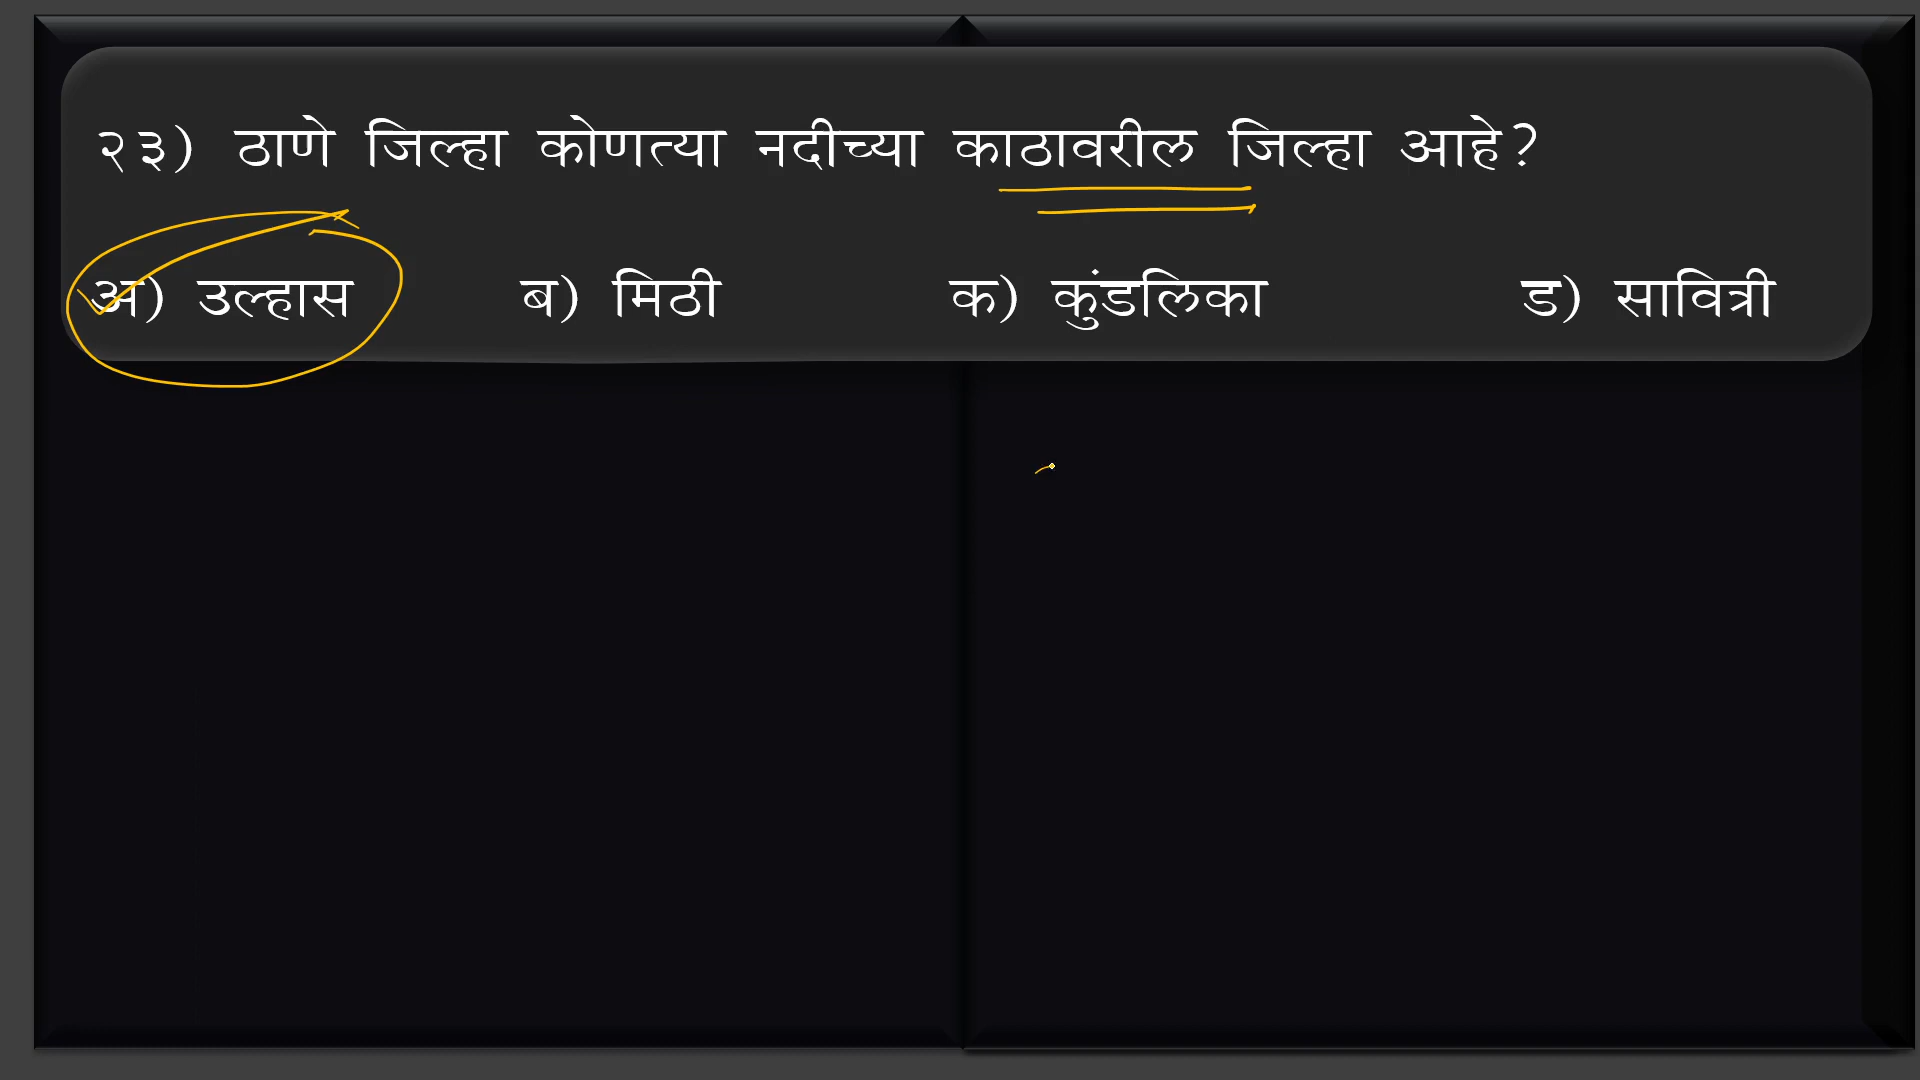 २३) ठाणे जिल्हा कोणत्या नदीच्या काठावरील जिल्हा आहे?
अ) उल्हास ब) मिठी क) कुंडलिका ड) सावित्री